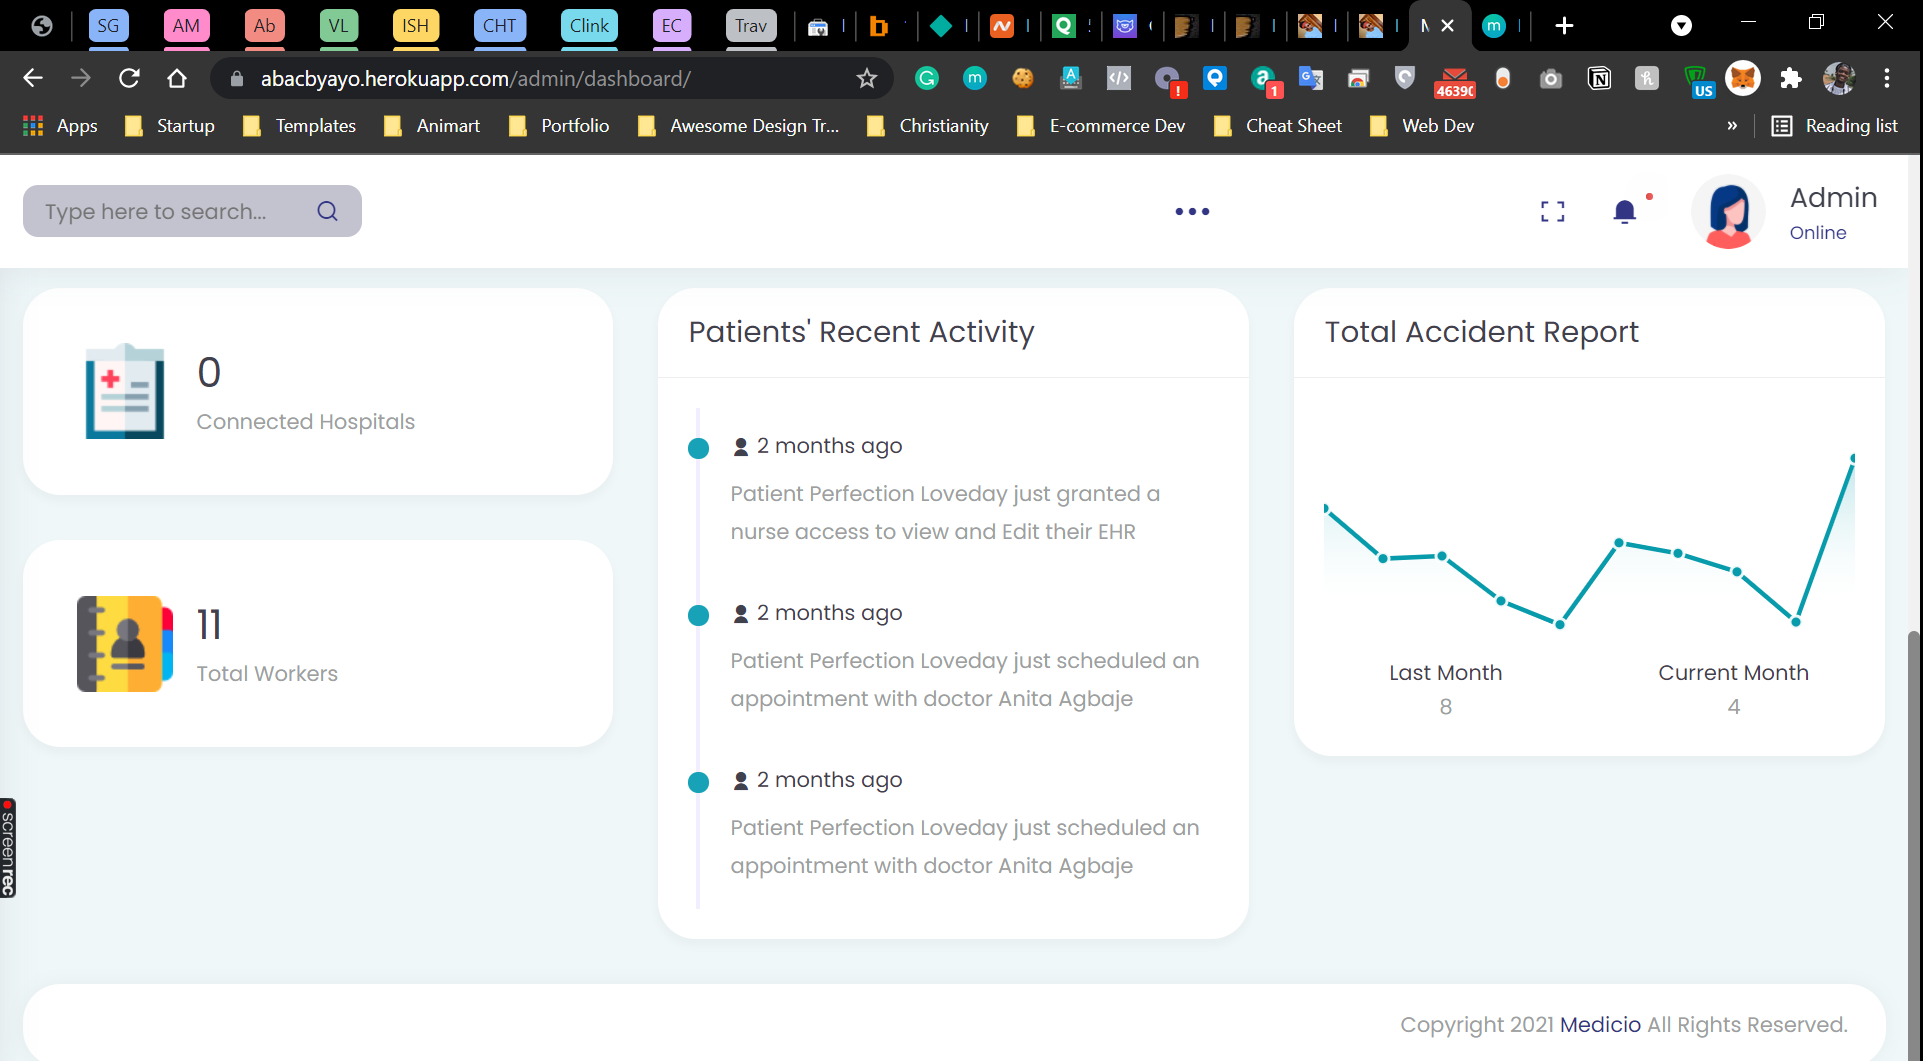 SG AM Ab VL ISH CHT Clink EC Trav
abacbyayo.herokuapp.com/admin/dashboard/
46390
1
US
Apps Startup Templates Animart Portfolio Awesome Design Tr... Christianity E-commerce Dev Cheat Sheet Web Dev » Reading list
Type here to search...
Admin
Online
0
Connected Hospitals
11
Total Workers
Patients' Recent Activity
2 months ago
Patient Perfection Loveday just granted a
nurse access to view and Edit their EHR
2 months ago
Patient Perfection Loveday just scheduled an
appointment with doctor Anita Agbaje
2 months ago
Patient Perfection Loveday just scheduled an
appointment with doctor Anita Agbaje
Total Accident Report
Last Month Current Month
8 4
screenrec
Copyright 2021 Medicio All Rights Reserved.